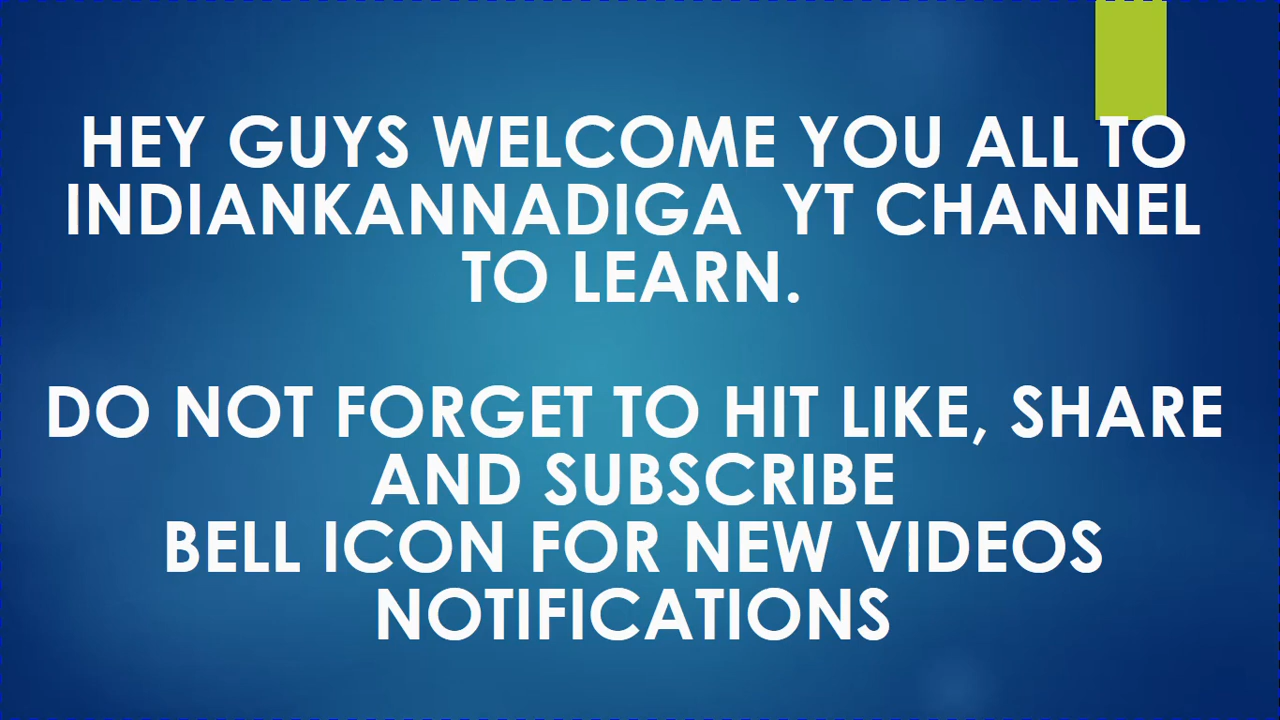 HEY GUYS WELCOME YOU ALL TO
INDIANKANNADIGA  YT CHANNEL
TO LEARN.
DO NOT FORGET TO HIT LIKE, SHARE
AND SUBSCRIBE
BELL ICON FOR NEW VIDEOS
NOTIFICATIONS